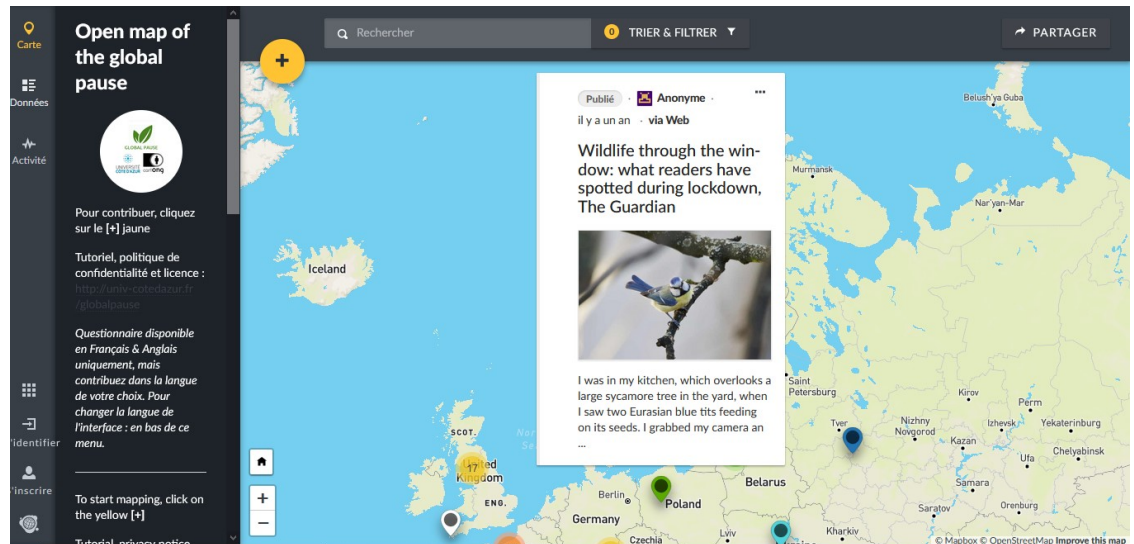 Carte
Données
Activité
'identifier
'inscrire
Open map of
the global
pause
GLOBAL PAUSE
Pour contribuer, cliquez
sur le [+] jaune
Tutoriel, politique de
confidentialité et licence :
http://univ-cotedazur.fr
/globalpause
Questionnaire disponible
en Français & Anglais
uniquement, mais
contribuez dans la langue
de votre choix. Pour
changer la langue de
l'interface : en bas de ce
menu.
To start mapping, click on
the yellow [+]
Tutorial, privacy notice
Rechercher
0 TRIER & FILTRER
PARTAGER
+
Publié · Anonyme ·
il y a un an · via Web
Wildlife through the win-
dow: what readers have
spotted during lockdown,
The Guardian
I was in my kitchen, which overlooks a
large sycamore tree in the yard, when
I saw two Eurasian blue tits feeding
on its seeds. I grabbed my camera an
...
Belush'ya Guba
Murmansk
Nar'yan-Mar
Iceland
Saint
Petersburg
Kirov
Perm
Tver
Nizhny
Novgorod
Izhevsk
Yekaterinburg
Kazan
Chelyabinsk
Ufa
SCOT.
17
United
Kingdom
ENG.
Samara
Belarus
Berlin
Poland
Saratov
Orenburg
Germany
Lviv
Kharkiv
Czechia
+
−
© Mapbox © OpenStreetMap Improve this map